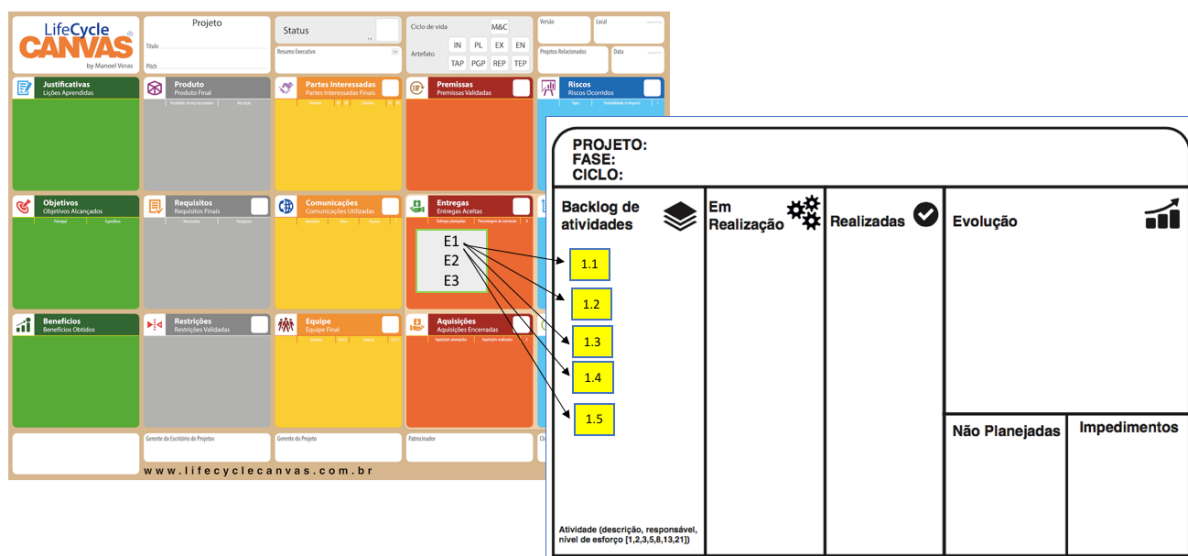 LifeCycle
CANVAS
by Manoel Veras
Projeto
Título
Pitch
Status
Resumo Executivo
Ciclo de vida
M&C
IN PL EX EN
Artefato
TAP PGP REP TEP
Versão
Local
Projetos Relacionados
Data
Justificativas
Lições Aprendidas
Produto
Produto Final
Partes Interessadas
Partes Interessadas Finais
Premissas
Premissas Validadas
Riscos
Riscos Ocorridos
Objetivos
Objetivos Alcançados
Requisitos
Requisitos Finais
Comunicações
Comunicações Utilizadas
Entregas
Entregas Aceitas
E1
E2
E3
Benefícios
Benefícios Obtidos
Restrições
Restrições Validadas
Equipe
Equipe Final
Aquisições
Aquisições Encerradas
Gerente do Escritório de Projetos
Gerente do Projeto
Patrocinador
www.lifecyclecanvas.com.br
PROJETO:
FASE:
CICLO:
Backlog de
atividades
1.1
1.2
1.3
1.4
1.5
Atividade (descrição, responsável,
nível de esforço [1,2,3,5,8,13,21])
Em
Realização
Realizadas
Evolução
Não Planejadas
Impedimentos